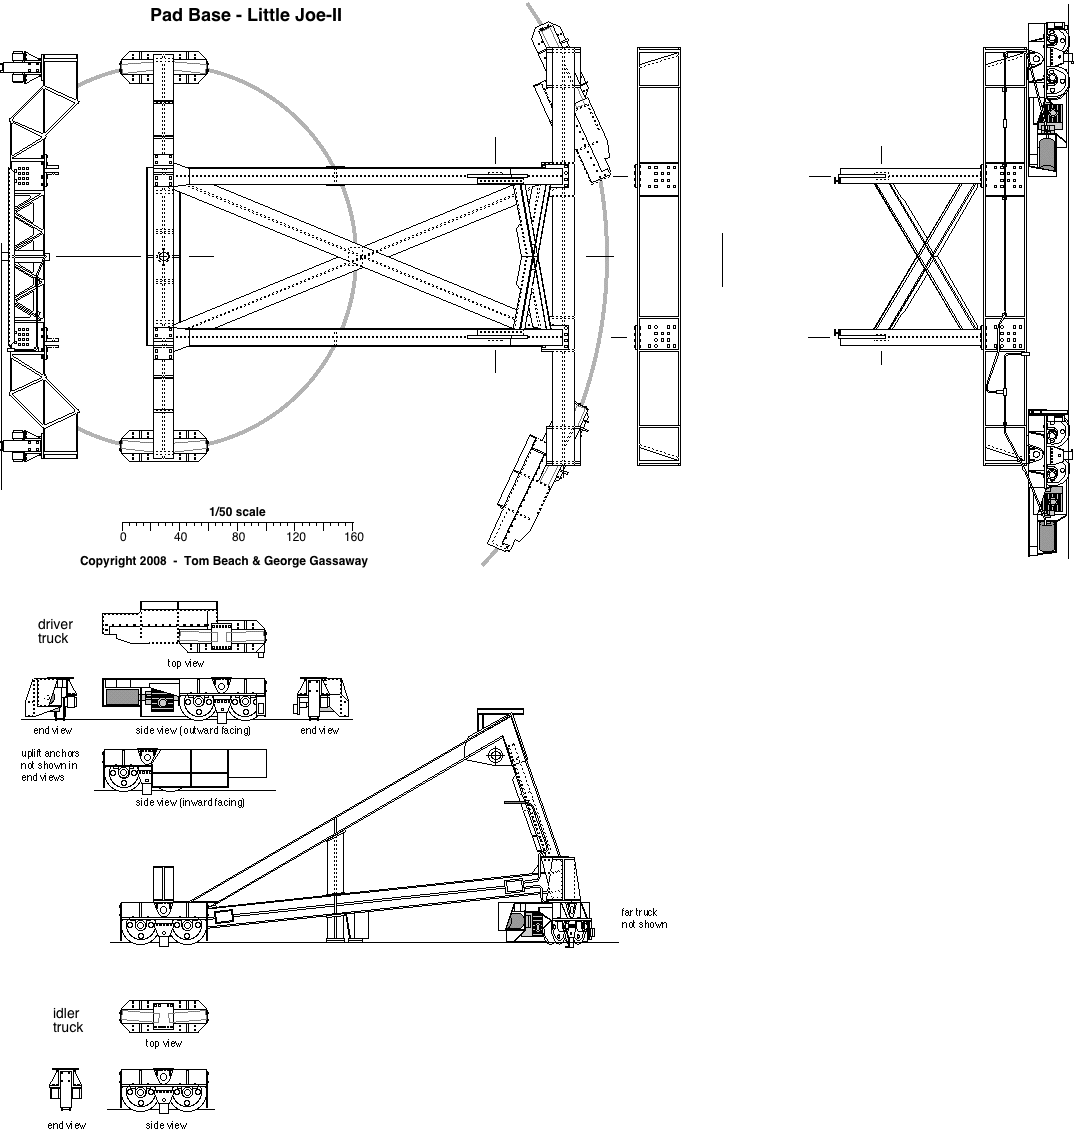 Pad Base - Little Joe-II
1/50 scale
0 40 80 120 160
Copyright 2008 - Tom Beach & George Gassaway
driver
truck
top view
end view
side view (outward facing)
end view
uplift anchors
not shown in
end views
side view (inward facing)
far truck
not shown
idler
truck
top view
end view
side view